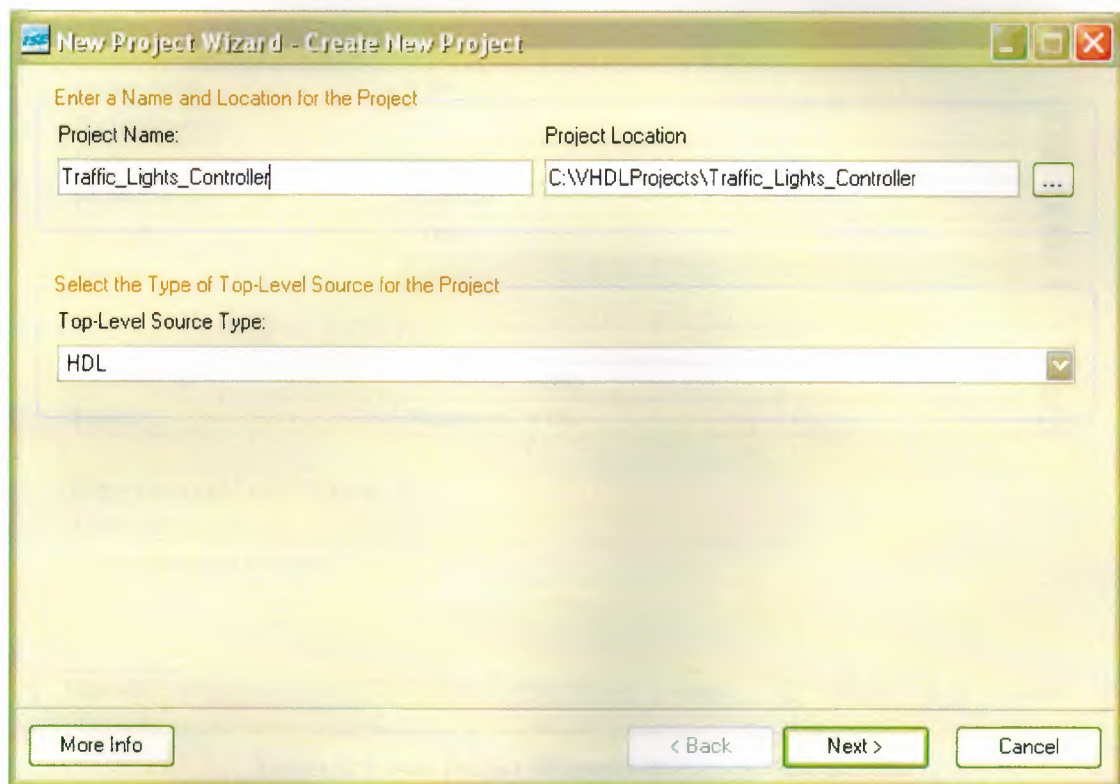 ISE New Project Wizard - Create New Project
Enter a Name and Location for the Project
Project Name:
Project Location
Traffic_Lights_Controller
C:\VHDLProjects\Traffic_Lights_Controller
...
Select the Type of Top-Level Source for the Project
Top-Level Source Type:
HDL
More Info
< Back
Next >
Cancel